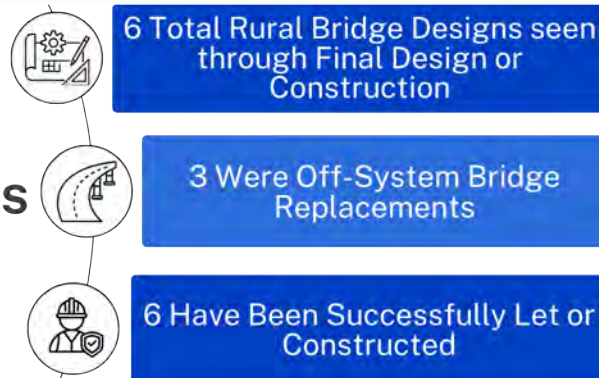 6 Total Rural Bridge Designs seen
through Final Design or
Construction
s
3 Were Off-System Bridge
Replacements
6 Have Been Successfully Let or
Constructed